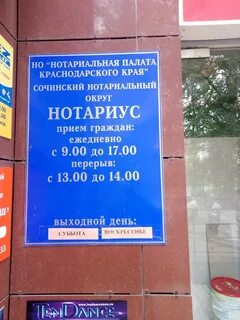 НО "НОТАРИАЛЬНАЯ ПАЛАТА
КРАСНОДАРСКОГО КРАЯ"
СОЧИНСКИЙ НОТАРИАЛЬНЫЙ
ОКРУГ
НОТАРИУС
прием граждан:
ежедневно
с 9.00 до 17.00
перерыв:
с 13.00 до 14.00
ВЫХОДНОЙ ДЕНЬ:
СУББОТА ВОСКРЕСЕНЬЕ
TENDANCE